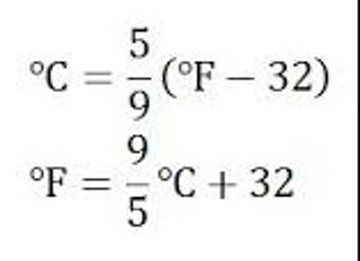 °C = 5/9 (°F − 32)
°F = 9/5 °C + 32